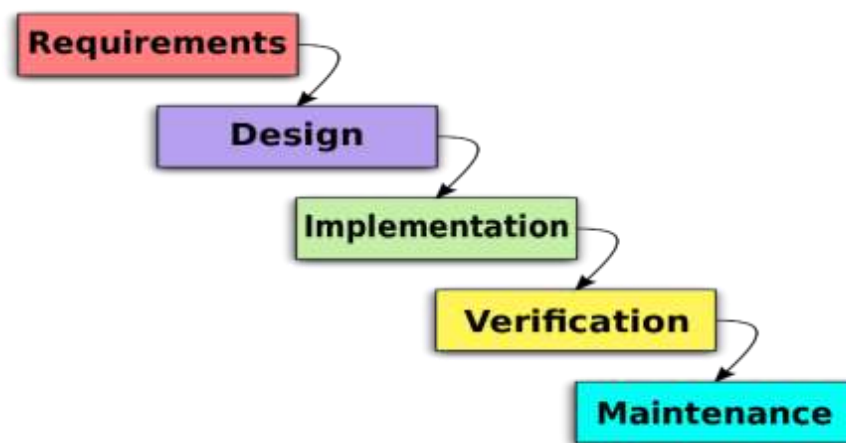 Requirements
Design
Implementation
Verification
Maintenance